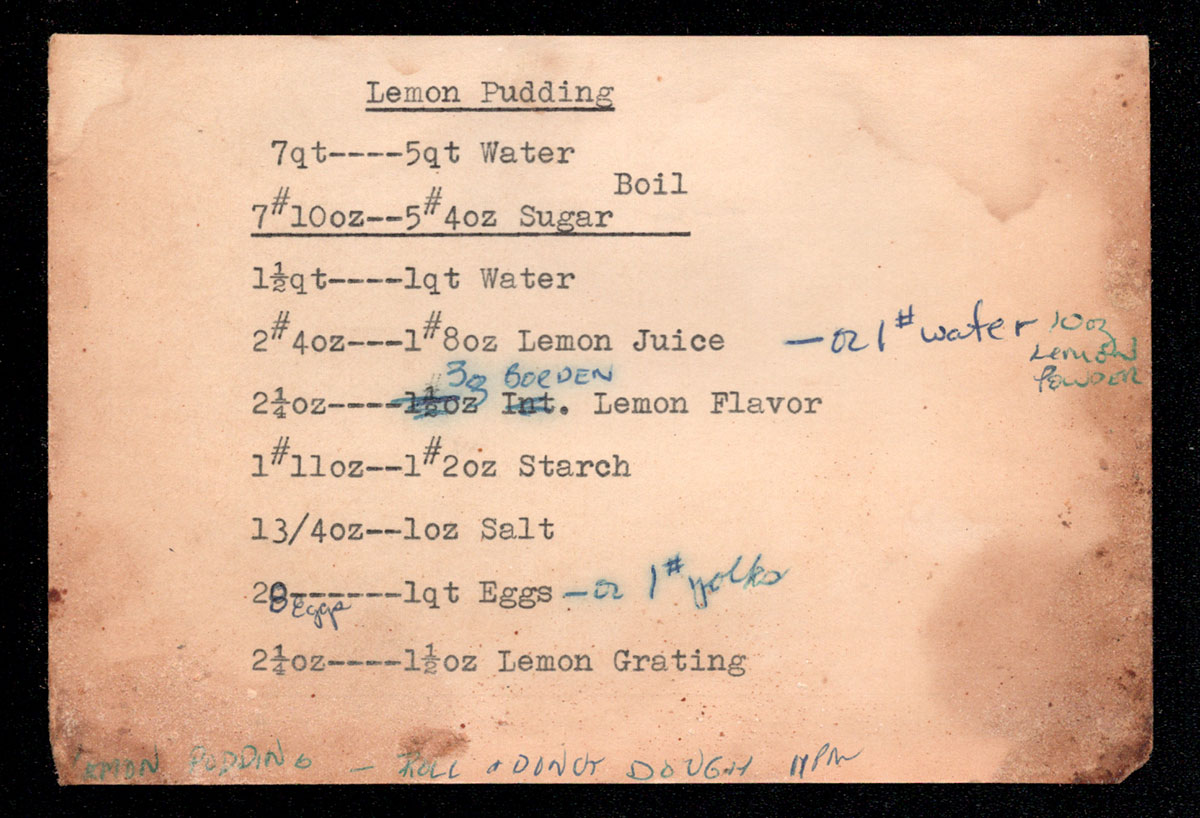 Lemon Pudding
7qt----5qt Water
Boil
7#10oz--5#4oz Sugar
1½qt----1qt Water
2#4oz---1#8oz Lemon Juice — or 1# water 10oz
LEMON
POWDER
3oz BORDEN
2¼oz----1½oz Int. Lemon Flavor
1#11oz--1#2oz Starch
13/4oz--1oz Salt
28------1qt Eggs — or 1# yolks
Eggs
2¼oz----1½oz Lemon Grating
LEMON PUDDING — ROLL + DONUT DOUGH 11PM